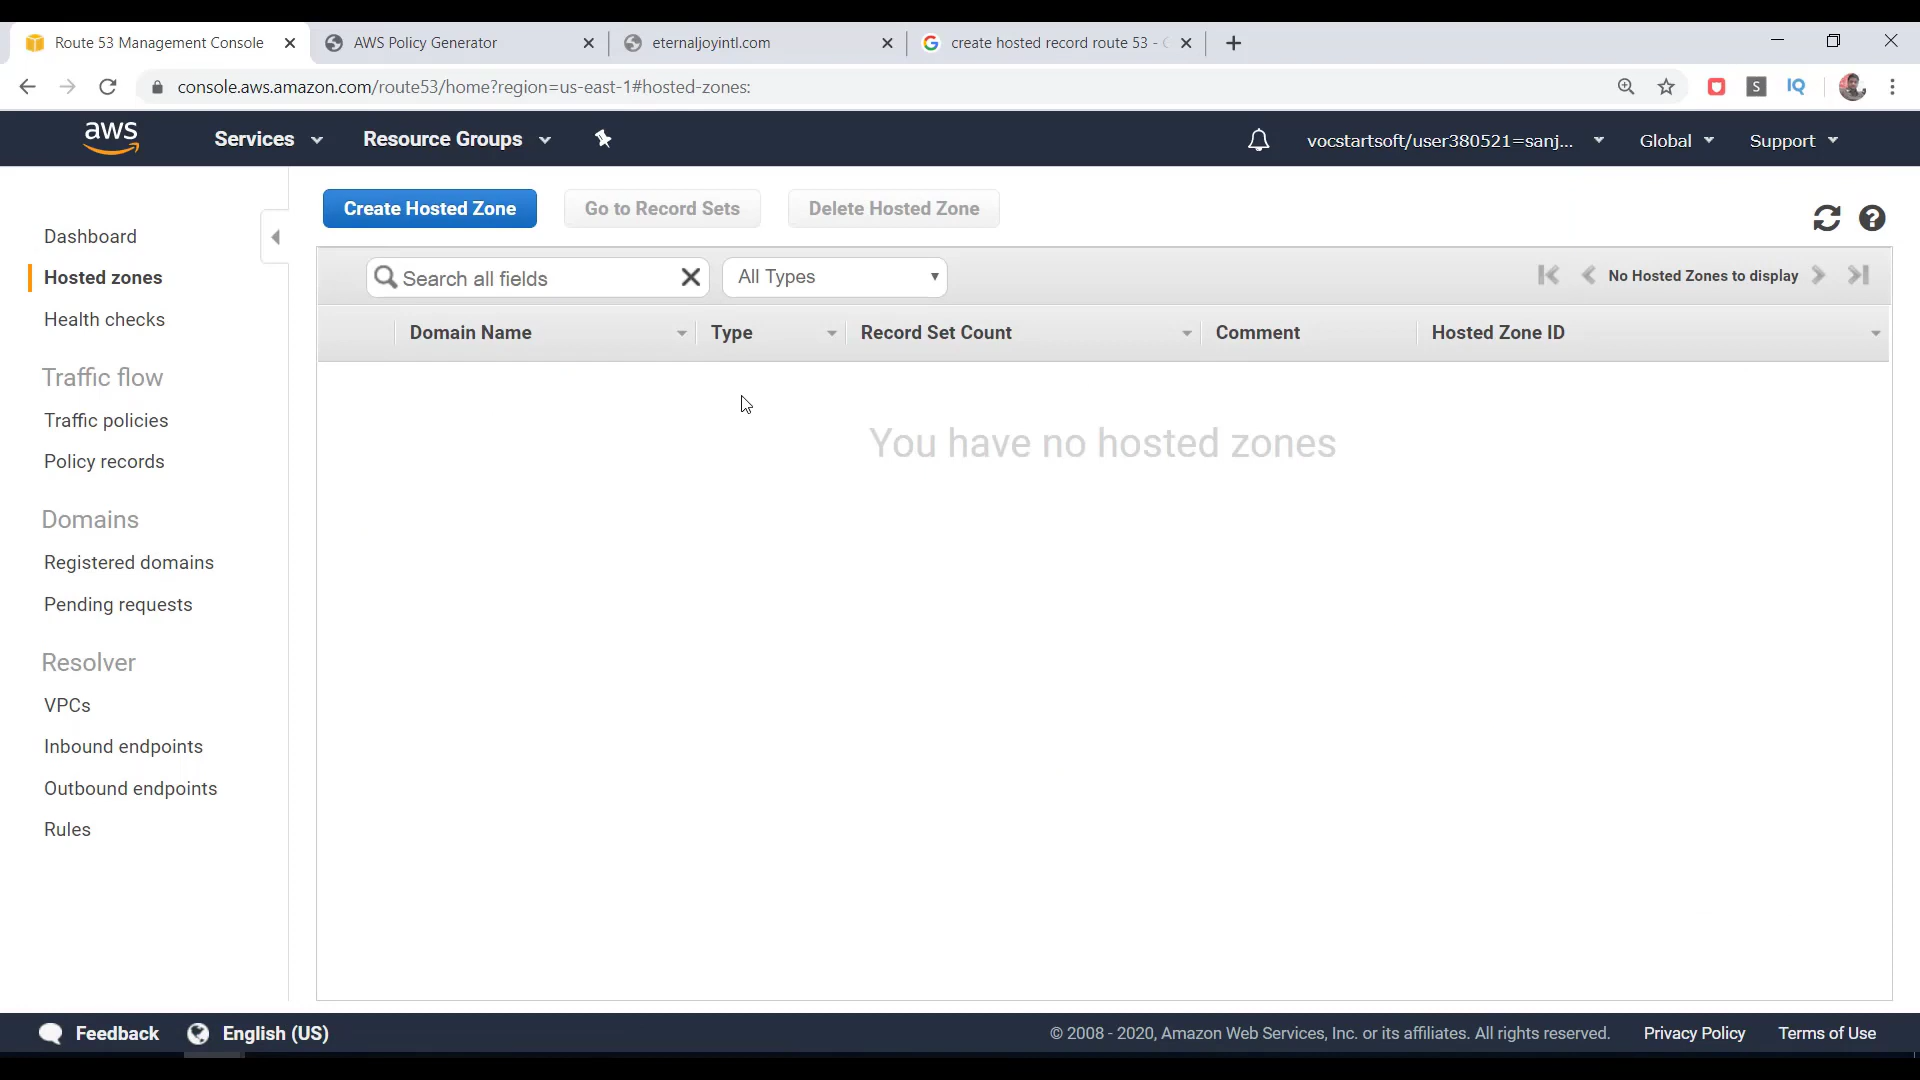 Route 53 Management Console
AWS Policy Generator
eternaljoyintl.com
create hosted record route 53 -
console.aws.amazon.com/route53/home?region=us-east-1#hosted-zones:
S
IQ
aws
Services
Resource Groups
vocstartsoft/user380521=sanj...
Global
Support
Create Hosted Zone
Go to Record Sets
Delete Hosted Zone
Dashboard
Hosted zones
Health checks
Traffic flow
Traffic policies
Policy records
Domains
Registered domains
Pending requests
Resolver
VPCs
Inbound endpoints
Outbound endpoints
Rules
Search all fields
All Types
No Hosted Zones to display
Domain Name
Type
Record Set Count
Comment
Hosted Zone ID
You have no hosted zones
Feedback
English (US)
© 2008 - 2020, Amazon Web Services, Inc. or its affiliates. All rights reserved.
Privacy Policy
Terms of Use